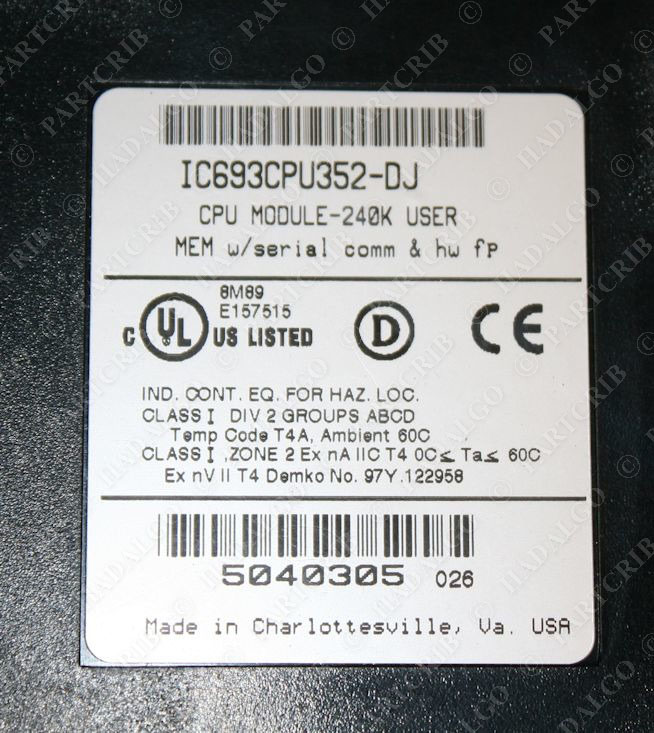 IC693CPU352-DJ
CPU MODULE-240K USER
MEM w/serial comm & hw fp
8M89
E157515
C UL US LISTED
D
CE
IND. CONT. EQ. FOR HAZ. LOC.
CLASS I DIV 2 GROUPS ABCD
Temp Code T4A, Ambient 60C
CLASS I ,ZONE 2 Ex nA IIC T4 0C≤ Ta≤ 60C
Ex nV II T4 Demko No. 97Y.122958
5040305 026
Made in Charlottesville, Va. USA
© PARTCRIB © HADALGO